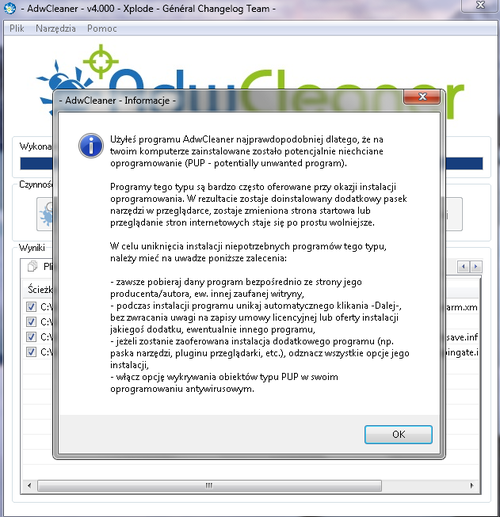 - AdwCleaner - v4.000 - Xplode - Général Changelog Team -
Plik Narzędzia Pomoc
AdwCleaner
- AdwCleaner - Informacje -
Wykona
Użyłeś programu AdwCleaner najprawdopodobniej dlatego, że na
twoim komputerze zainstalowane zostało potencjalnie niechciane
oprogramowanie (PUP - potentially unwanted program).
Czynnoś
Programy tego typu są bardzo często oferowane przy okazji instalacji
oprogramowania. W rezultacie zostaje doinstalowany dodatkowy pasek
narzędzi w przeglądarce, zostaje zmieniona strona startowa lub
przeglądanie stron internetowych staje się po prostu wolniejsze.
Wyniki
W celu uniknięcia instalacji niepotrzebnych programów tego typu,
należy mieć na uwadze poniższe zalecenia:
Pli
- zawsze pobieraj dany program bezpośrednio ze strony jego
producenta/autora, ew. innej zaufanej witryny,
Ścieżk
- podczas instalacji programu unikaj automatycznego klikania -Dalej-,
bez zwracania uwagi na zapisy umowy licencyjnej lub oferty instalacji
jakiegoś dodatku, ewentualnie innego programu,
- jeżeli zostanie zaoferowana instalacja dodatkowego programu (np.
paska narzędzi, pluginu przeglądarki, etc.), odznacz wszystkie opcje jego
instalacji,
- włącz opcję wykrywania obiektów typu PUP w swoim
oprogramowaniu antywirusowym.
C:\
arm.xm
C:\
C:\
save.inf
C:\
pingate.i
OK